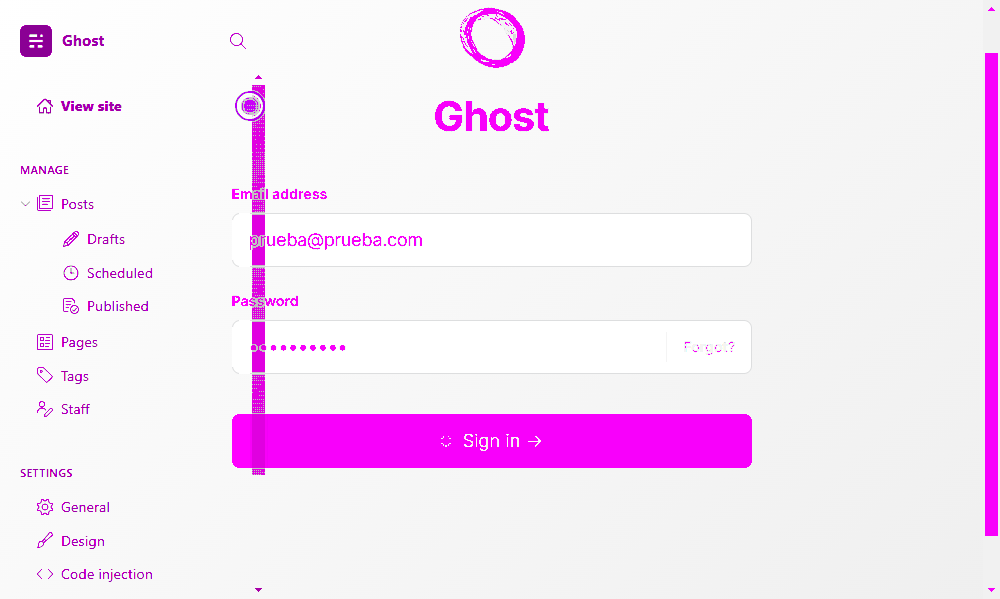 Ghost
View site
MANAGE
Posts
Drafts
Scheduled
Published
Pages
Tags
Staff
SETTINGS
General
Design
Code injection
Ghost
Email address
prueba@prueba.com
Password
Forgot?
Sign in →